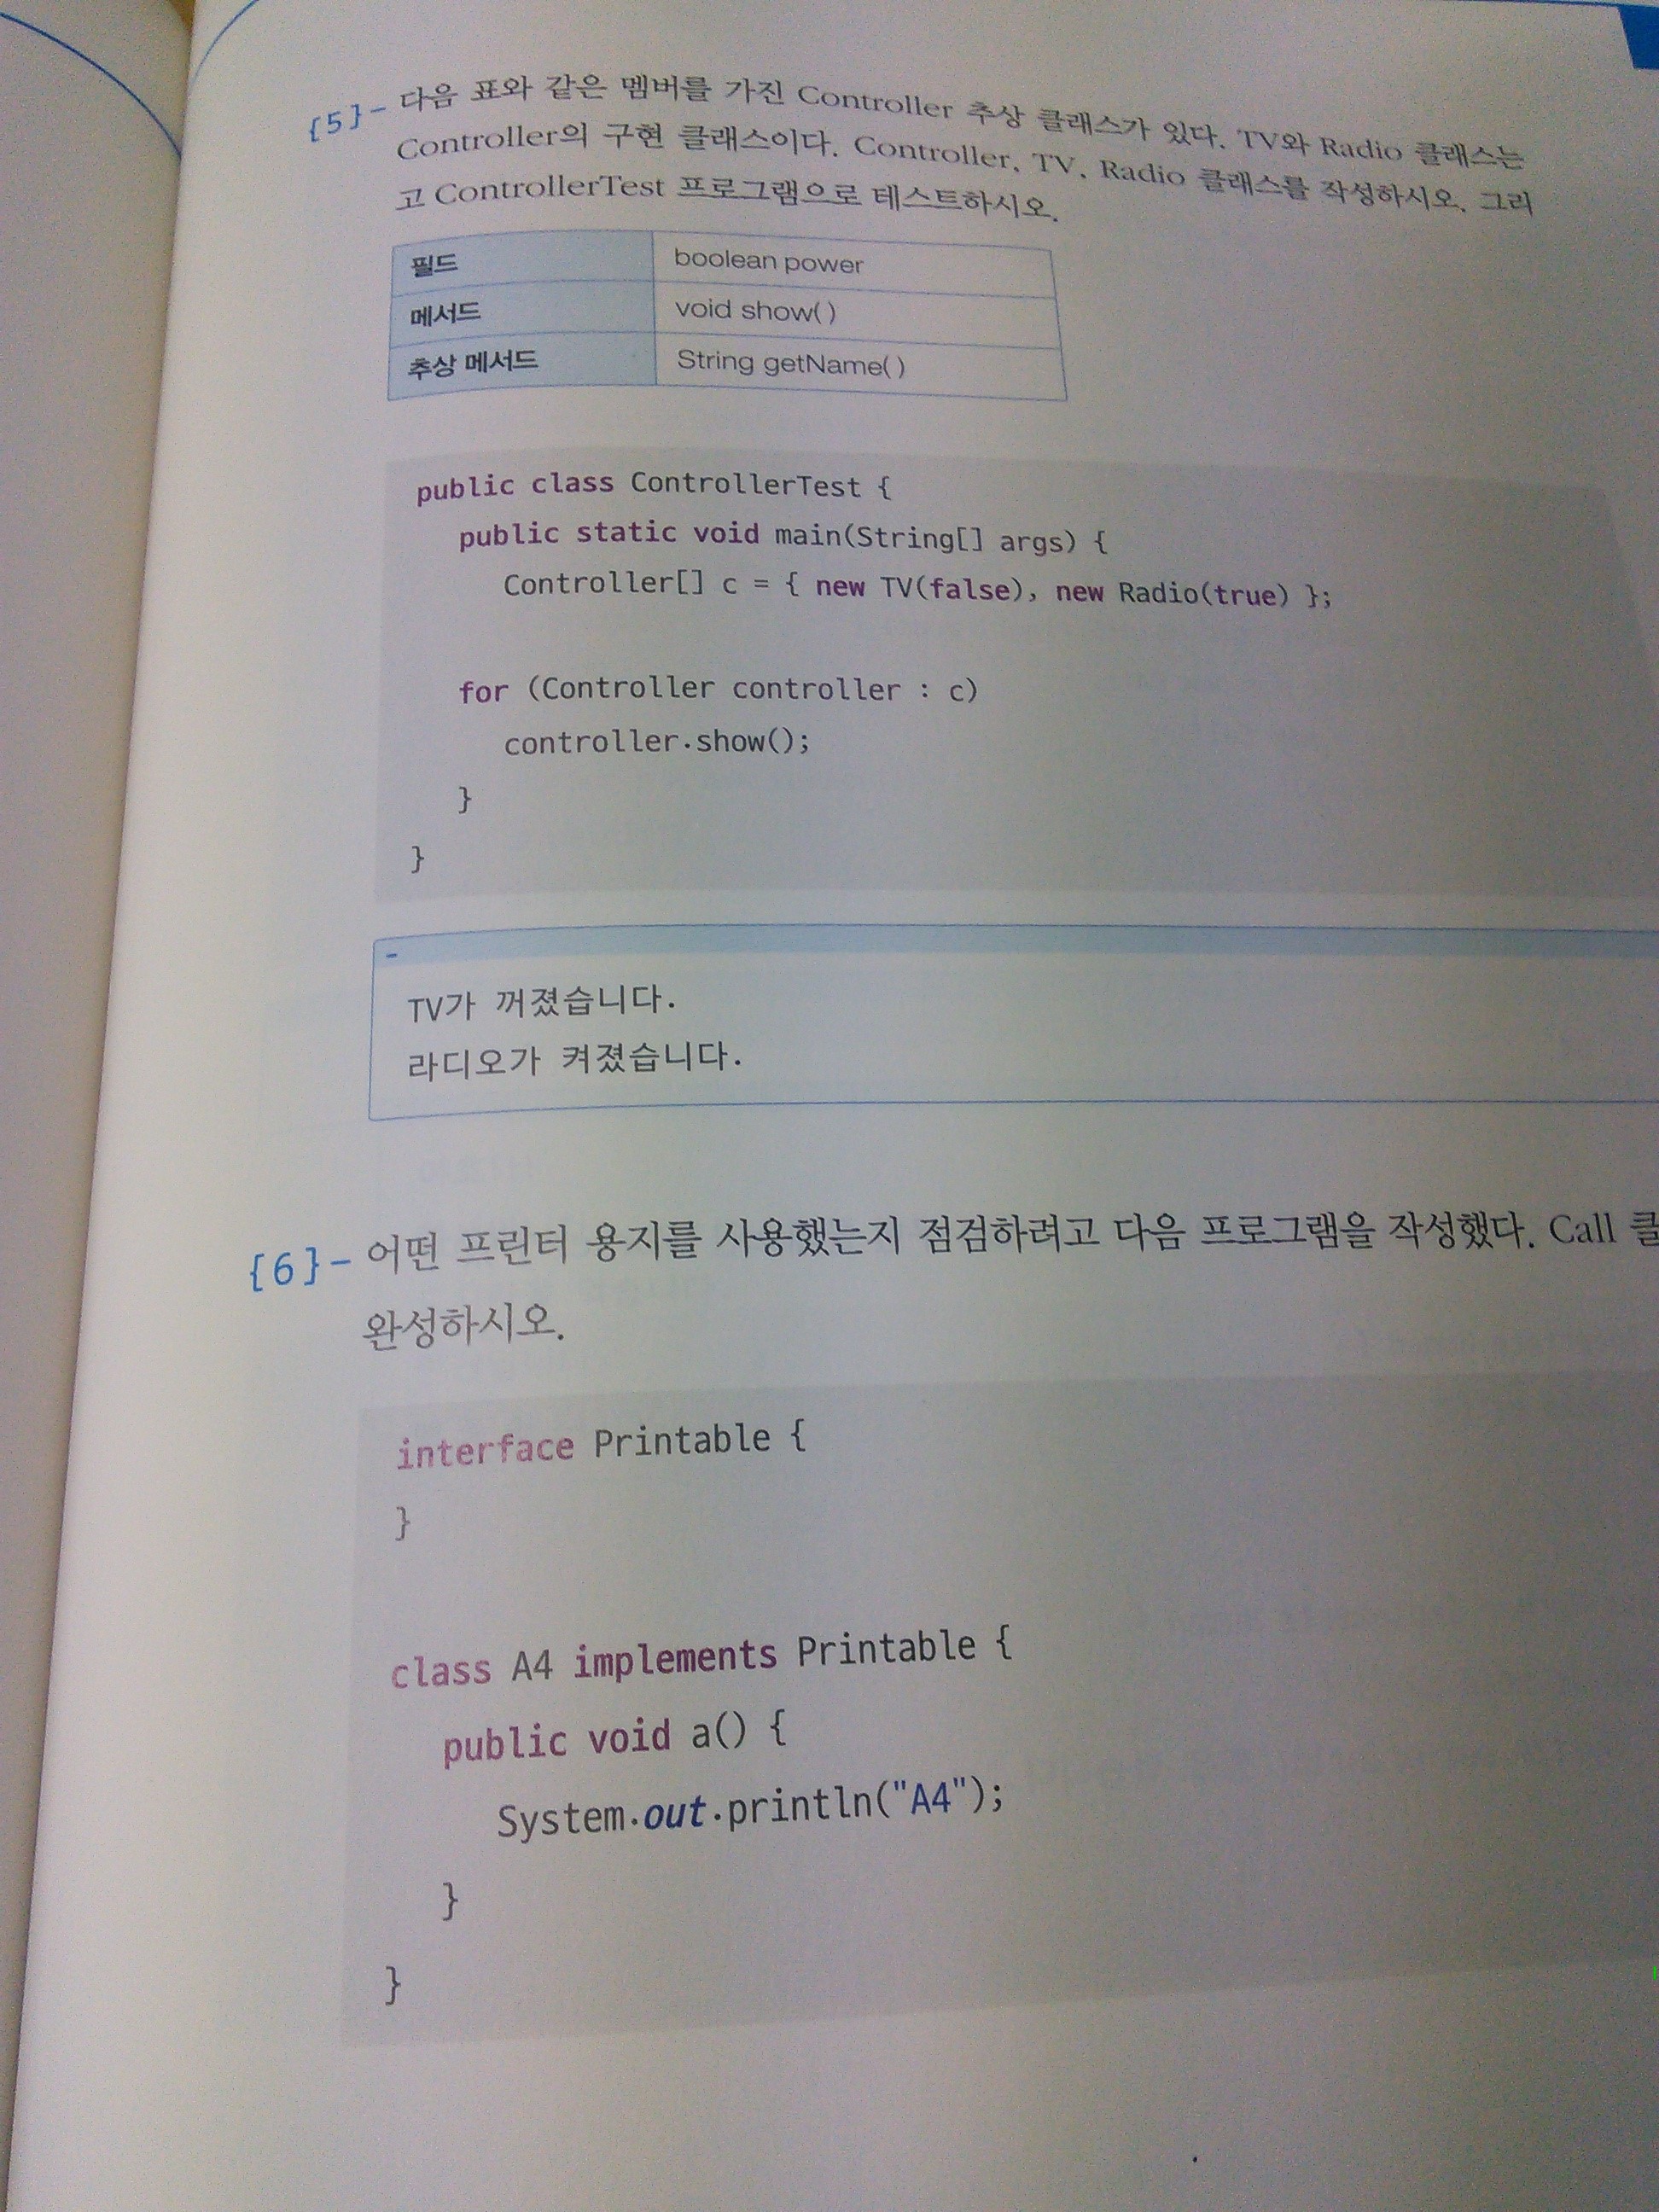 {5}- 다음 표와 같은 멤버를 가진 Controller 추상 클래스가 있다. TV와 Radio 클래스는
Controller의 구현 클래스이다. Controller, TV, Radio 클래스를 작성하시오. 그리
고 ControllerTest 프로그램으로 테스트하시오.
필드 boolean power
메서드 void show( )
추상 메서드 String getName( )
public class ControllerTest {
public static void main(String[] args) {
Controller[] c = { new TV(false), new Radio(true) };
for (Controller controller : c)
controller.show();
}
}
TV가 꺼졌습니다.
라디오가 켜졌습니다.
{6}- 어떤 프린터 용지를 사용했는지 점검하려고 다음 프로그램을 작성했다. Call
완성하시오.
interface Printable {
}
class A4 implements Printable {
public void a() {
System.out.println("A4");
}
}